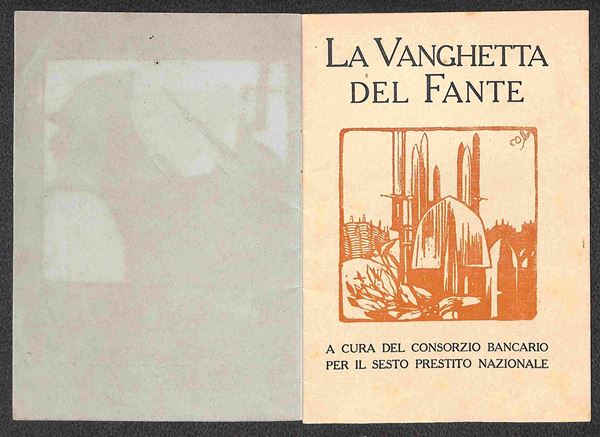 LA VANGHETTA
DEL FANTE
A CURA DEL CONSORZIO BANCARIO
PER IL SESTO PRESTITO NAZIONALE